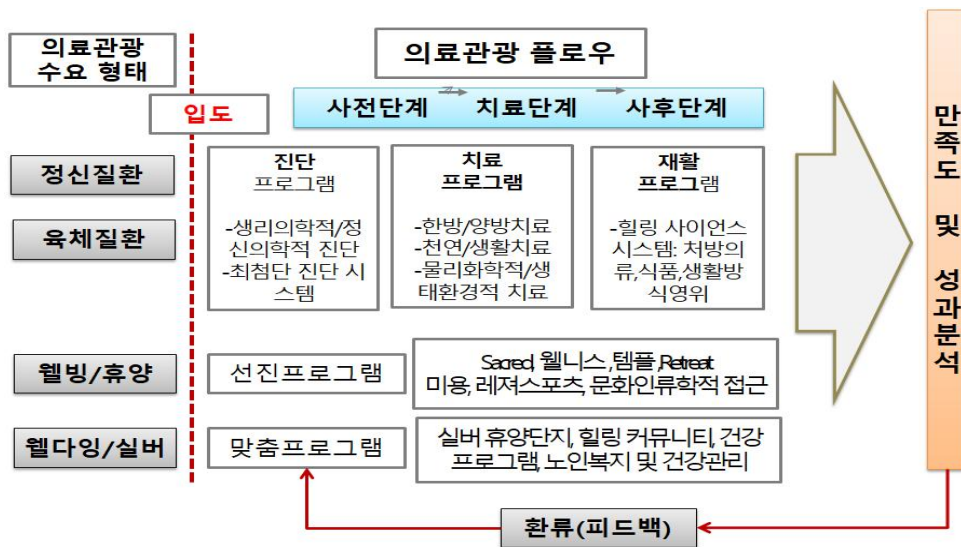 의료관광
수요 형태
의료관광 플로우
입도
사전단계
치료단계
사후단계
정신질환
육체질환
진단
프로그램
-생리의학적/정
신의학적 진단
-최첨단 진단 시
스템
치료
프로그램
-한방/양방치료
-천연/생활치료
-물리화학적/생
태환경적 치료
재활
프로그램
-힐링 사이언스
시스템: 처방의
류,식품,생활방
식영위
웰빙/휴양
선진프로그램
Sacred, 웰니스,템플,Retreat
미용, 레져스포츠, 문화인류학적 접근
웰다잉/실버
맞춤프로그램
실버 휴양단지, 힐링 커뮤니티, 건강
프로그램, 노인복지 및 건강관리
만족도 및 성과분석
환류(피드백)